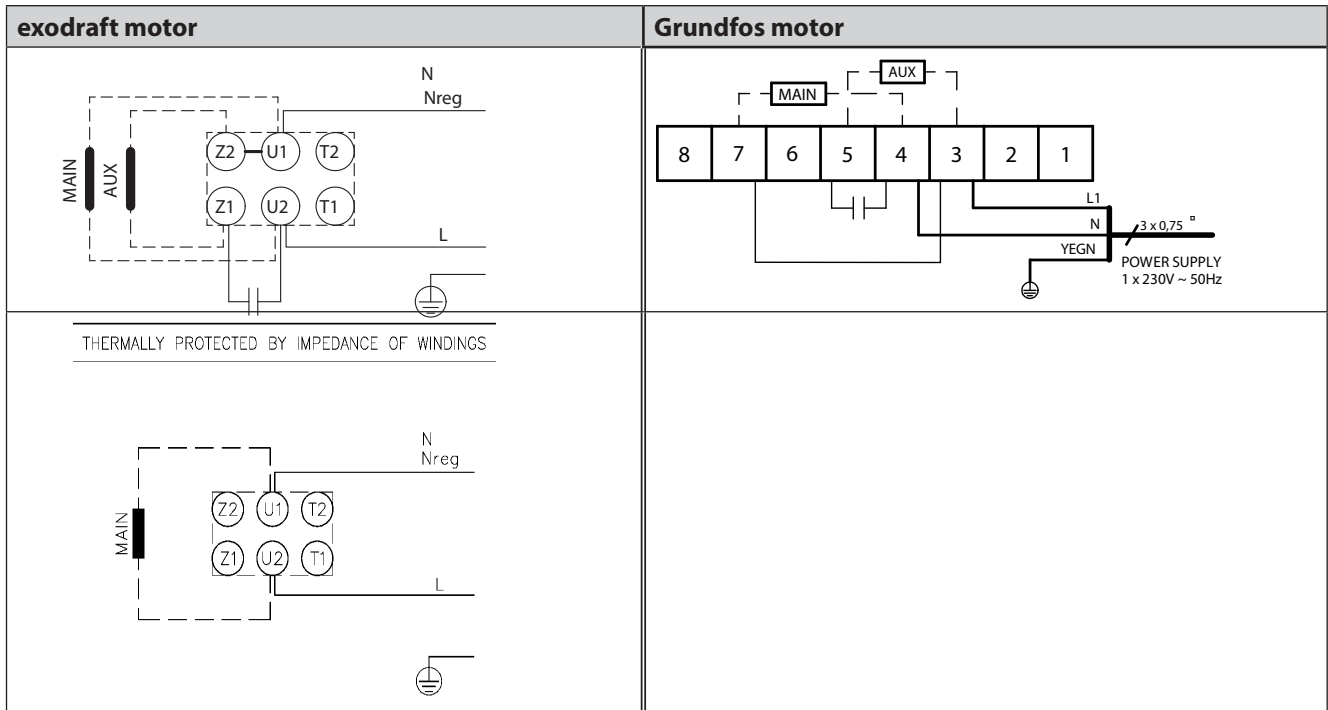 exodraft motor
Grundfos motor
N
Nreg
MAIN
AUX
Z2 U1 T2
Z1 U2 T1
L
AUX
MAIN
8 7 6 5 4 3 2 1
L1
N
YEGN
3 x 0,75 □
POWER SUPPLY
1 x 230V ~ 50Hz
THERMALLY PROTECTED BY IMPEDANCE OF WINDINGS
N
Nreg
MAIN
Z2 U1 T2
Z1 U2 T1
L